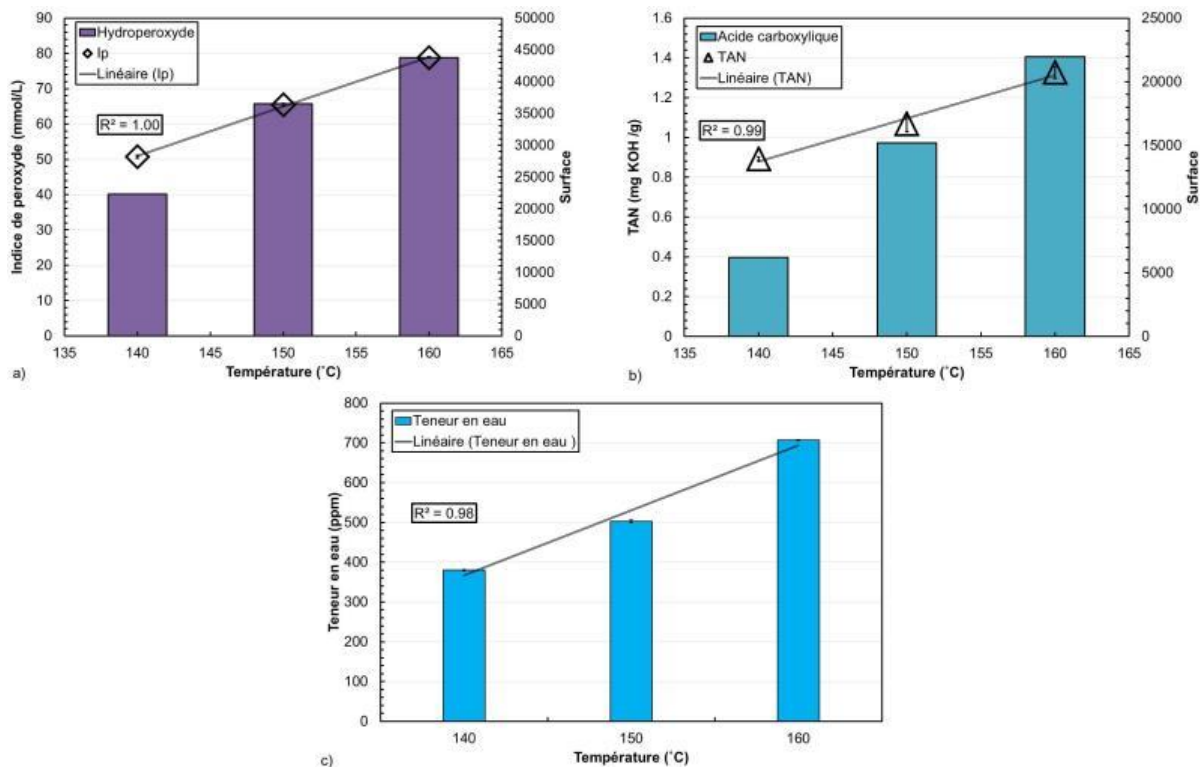 Indice de peroxyde (mmol/L)
90
80
70
60
50
40
30
20
10
0
Hydroperoxyde
Ip
Linéaire (Ip)
R² = 1.00
50000
45000
40000
35000
30000
25000
20000
15000
10000
5000
0
Surface
135 140 145 150 155 160 165
Température (˚C)
a)
TAN (mg KOH /g)
1.6
1.4
1.2
1
0.8
0.6
0.4
0.2
0
Acide carboxylique
TAN
Linéaire (TAN)
R² = 0.99
25000
20000
15000
10000
5000
0
Surface
135 140 145 150 155 160 165
Température (˚C)
b)
Teneur en eau (ppm)
800
700
600
500
400
300
200
100
0
Teneur en eau
Linéaire (Teneur en eau )
R² = 0.98
140 150 160
Température (˚C)
c)